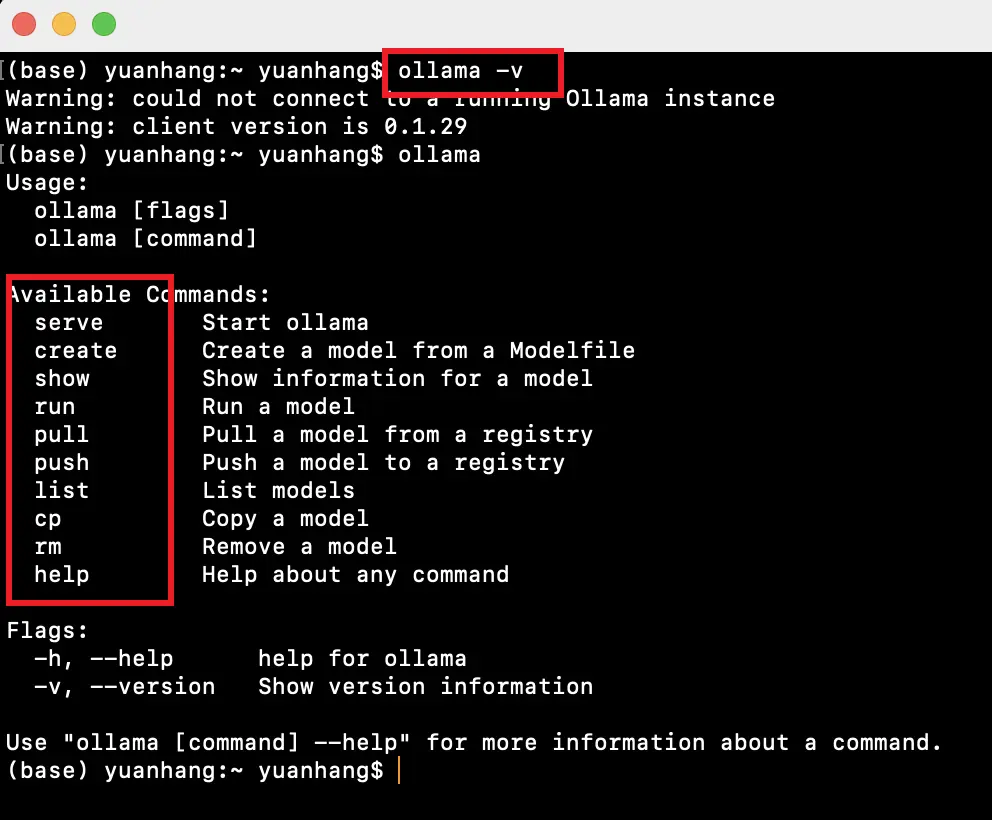 (base) yuanhang:~ yuanhang$ ollama -v
Warning: could not connect to a running Ollama instance
Warning: client version is 0.1.29
(base) yuanhang:~ yuanhang$ ollama
Usage:
  ollama [flags]
  ollama [command]

Available Commands:
  serve       Start ollama
  create      Create a model from a Modelfile
  show        Show information for a model
  run         Run a model
  pull        Pull a model from a registry
  push        Push a model to a registry
  list        List models
  cp          Copy a model
  rm          Remove a model
  help        Help about any command

Flags:
  -h, --help      help for ollama
  -v, --version   Show version information

Use "ollama [command] --help" for more information about a command.
(base) yuanhang:~ yuanhang$